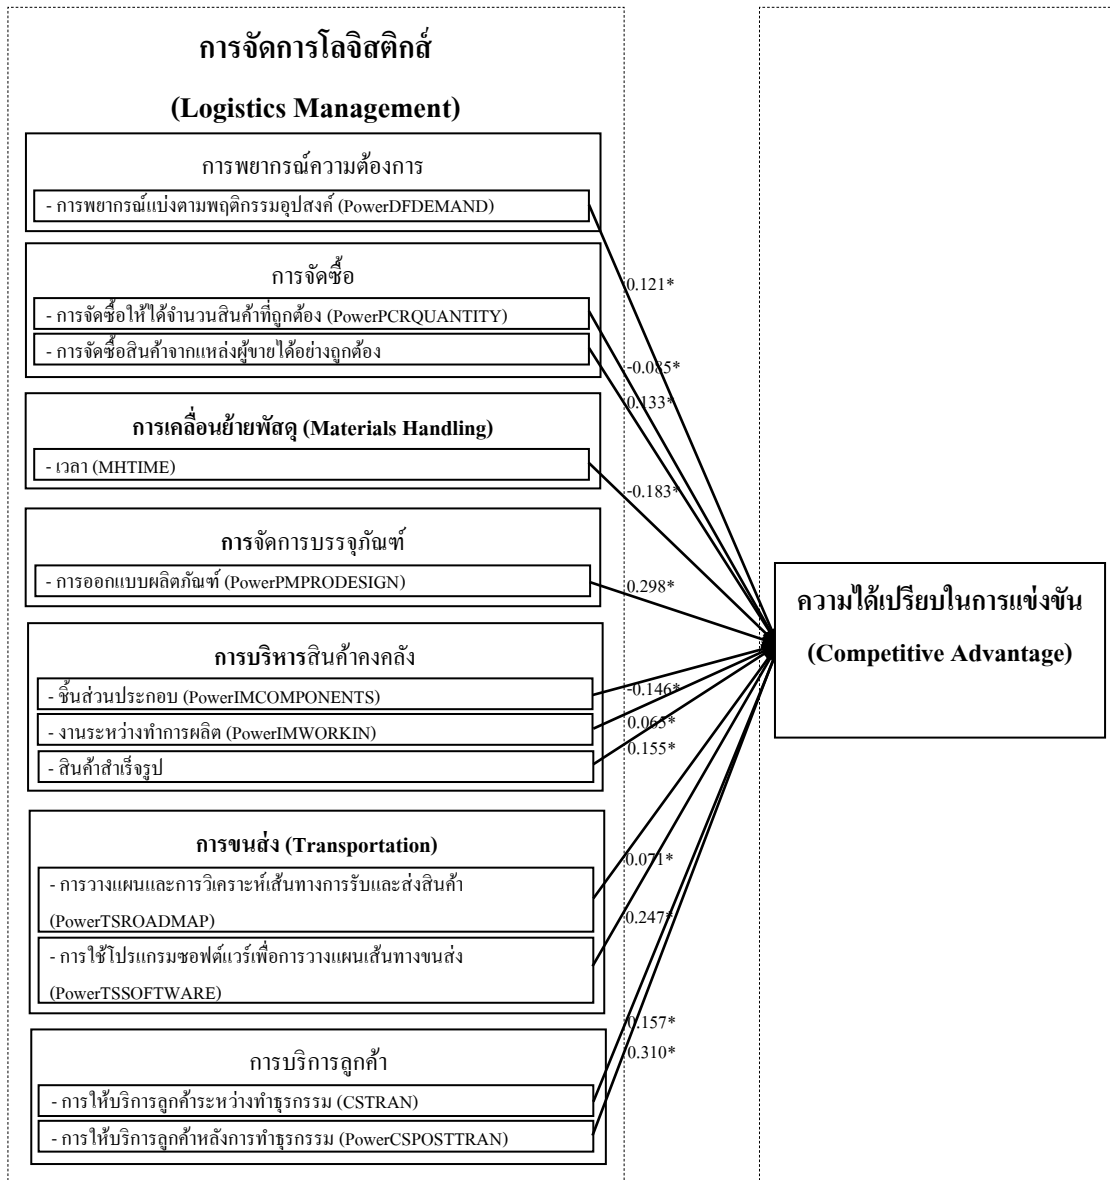 การจัดการโลจิสติกส์
(Logistics Management)
การพยากรณ์ความต้องการ
- การพยากรณ์แบ่งตามพฤติกรรมอุปสงค์ (PowerDFDEMAND)
การจัดซื้อ
- การจัดซื้อให้ได้จำนวนสินค้าที่ถูกต้อง (PowerPCRQUANTITY)
- การจัดซื้อสินค้าจากแหล่งผู้ขายได้อย่างถูกต้อง
การเคลื่อนย้ายพัสดุ (Materials Handling)
- เวลา (MHTIME)
การจัดการบรรจุภัณฑ์
- การออกแบบผลิตภัณฑ์ (PowerPMPRODESIGN)
การบริหารสินค้าคงคลัง
- ชิ้นส่วนประกอบ (PowerIMCOMPONENTS)
- งานระหว่างทำการผลิต (PowerIMWORKIN)
- สินค้าสำเร็จรูป
การขนส่ง (Transportation)
- การวางแผนและการวิเคราะห์เส้นทางการรับและส่งสินค้า
(PowerTSROADMAP)
- การใช้โปรแกรมซอฟต์แวร์เพื่อการวางแผนเส้นทางขนส่ง
(PowerTSSOFTWARE)
การบริการลูกค้า
- การให้บริการลูกค้าระหว่างทำธุรกรรม (CSTRAN)
- การให้บริการลูกค้าหลังการทำธุรกรรม (PowerCSPOSTTRAN)
0.121*
-0.085*
0.133*
-0.183*
0.298*
-0.146*
0.065*
0.155*
0.071*
0.247*
0.157*
0.310*
ความได้เปรียบในการแข่งขัน
(Competitive Advantage)